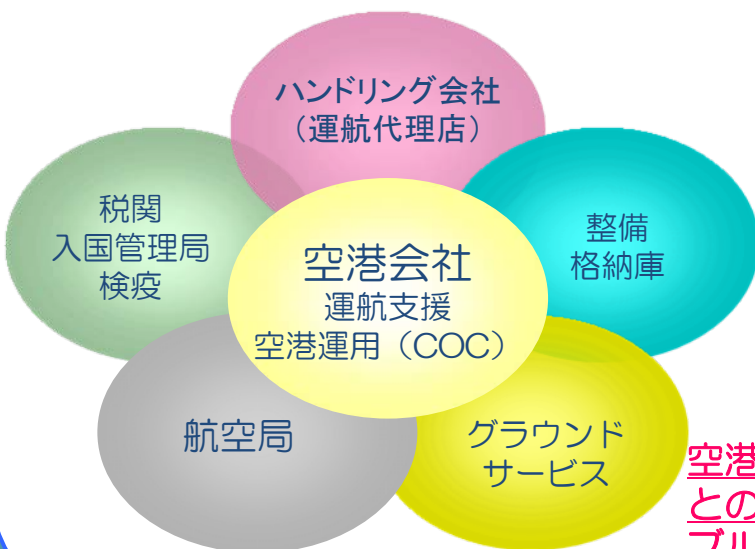 ハンドリング会社
（運航代理店）
税関
入国管理局
検疫
整備
格納庫
空港会社
運航支援
空港運用（COC）
航空局
グラウンド
サービス
空港
との
ブル